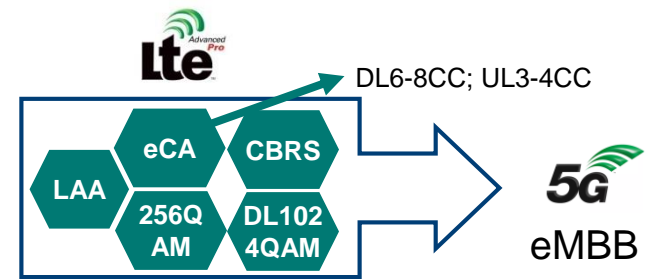 Advanced
Pro
Lte
DL6-8CC; UL3-4CC
eCA
CBRS
LAA
256Q
AM
DL102
4QAM
5G
eMBB